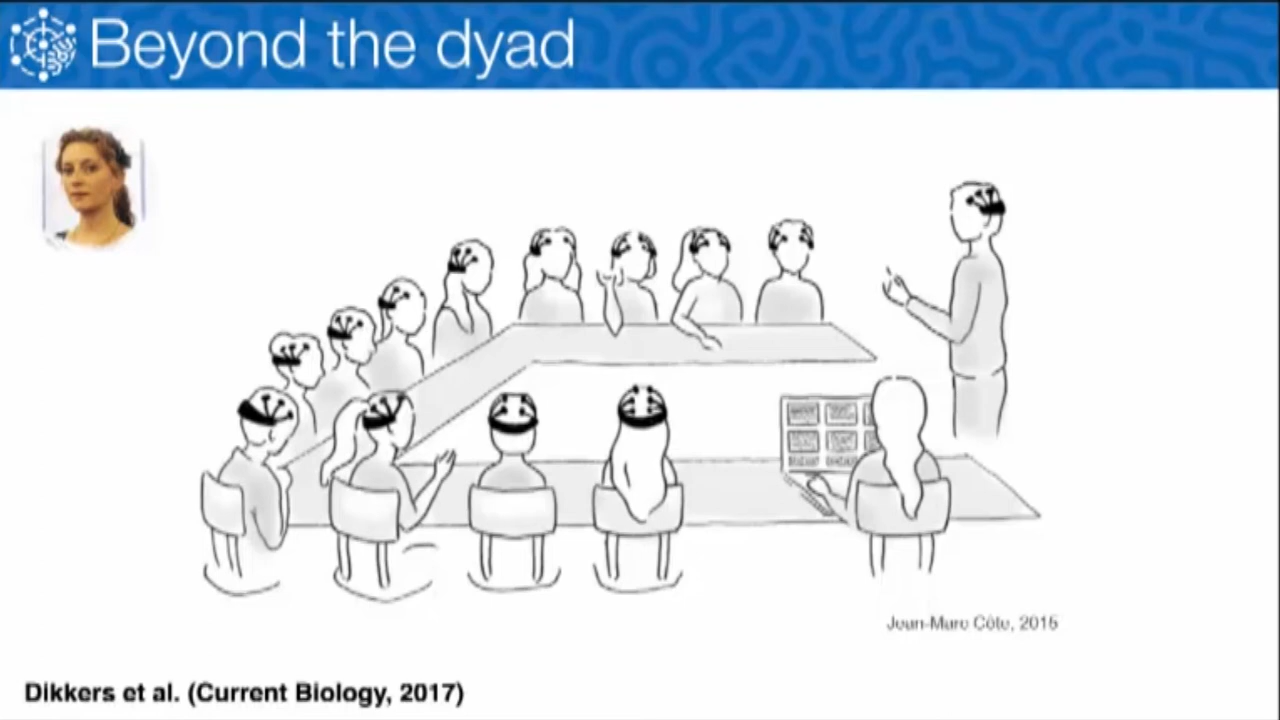 Beyond the dyad
Jean-Marc Côté, 2015
Dikkers et al. (Current Biology, 2017)